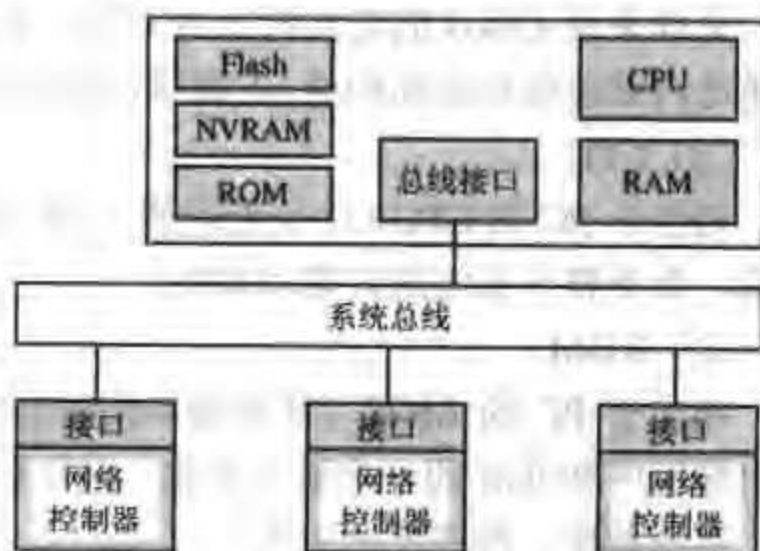 Flash
NVRAM
ROM
总线接口
CPU
RAM
系统总线
接口
网络
控制器
接口
网络
控制器
接口
网络
控制器